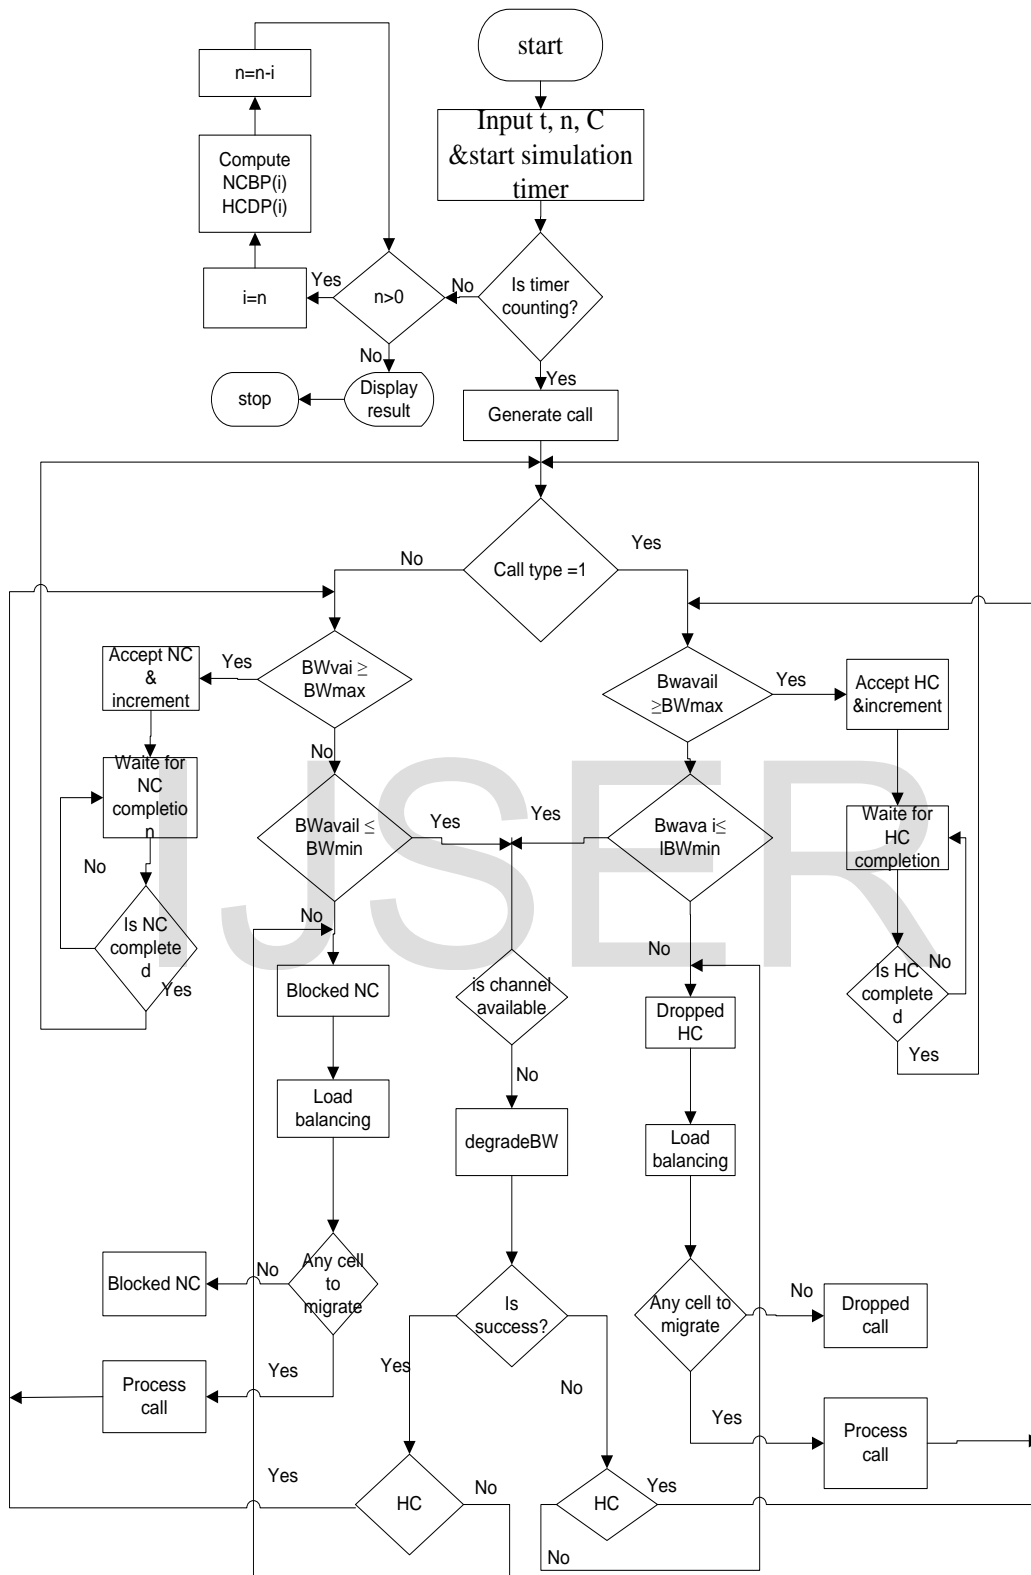 start
n=n-i
Input t, n, C
&start simulation
timer
Compute
NCBP(i)
HCDP(i)
i=n
Yes
n>0
No
Is timer
counting?
No
Yes
stop
Display
result
Generate call
No
Yes
Call type =1
Accept NC
&
increment
Yes
BWvai ≥
BWmax
Bwavail
≥BWmax
Yes
Accept HC
&increment
No
No
Waite for
NC
completio
n
BWavail ≤
BWmin
Yes
Yes
Bwava i≤
IBWmin
Waite for
HC
completion
IJSER
No
Is NC
complete
d
Yes
No
Blocked NC
is channel
available
No
Dropped
HC
Is HC
complete
d
No
Yes
No
Load
balancing
degradeBW
Load
balancing
Blocked NC
No
Any cell
to
migrate
Is
success?
Any cell to
migrate
No
Dropped
call
Process
call
Yes
Yes
No
Yes
Process
call
Yes
HC
No
HC
Yes
No